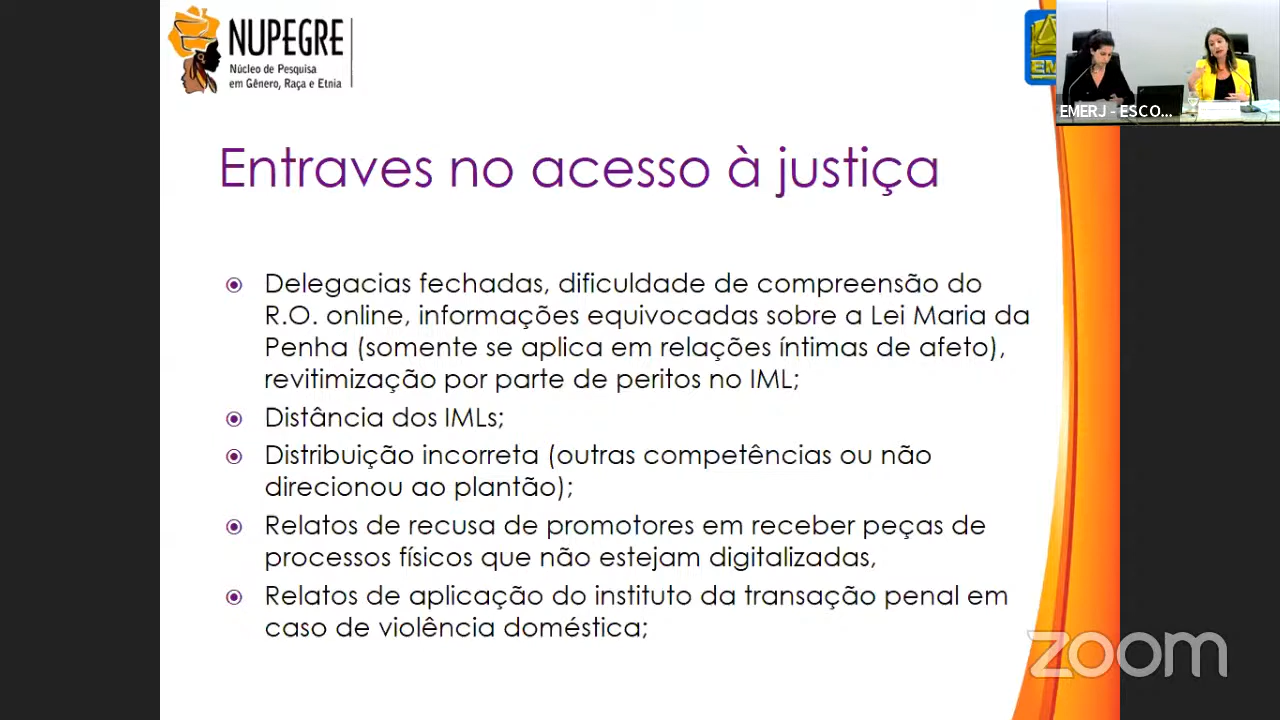 NUPEGRE
Núcleo de Pesquisa
em Gênero, Raça e Etnia
EMERJ - ESCO...
Entraves no acesso à justiça
Delegacias fechadas, dificuldade de compreensão do
R.O. online, informações equivocadas sobre a Lei Maria da
Penha (somente se aplica em relações íntimas de afeto),
revitimização por parte de peritos no IML;
Distância dos IMLs;
Distribuição incorreta (outras competências ou não
direcionou ao plantão);
Relatos de recusa de promotores em receber peças de
processos físicos que não estejam digitalizadas,
Relatos de aplicação do instituto da transação penal em
caso de violência doméstica;
zoom